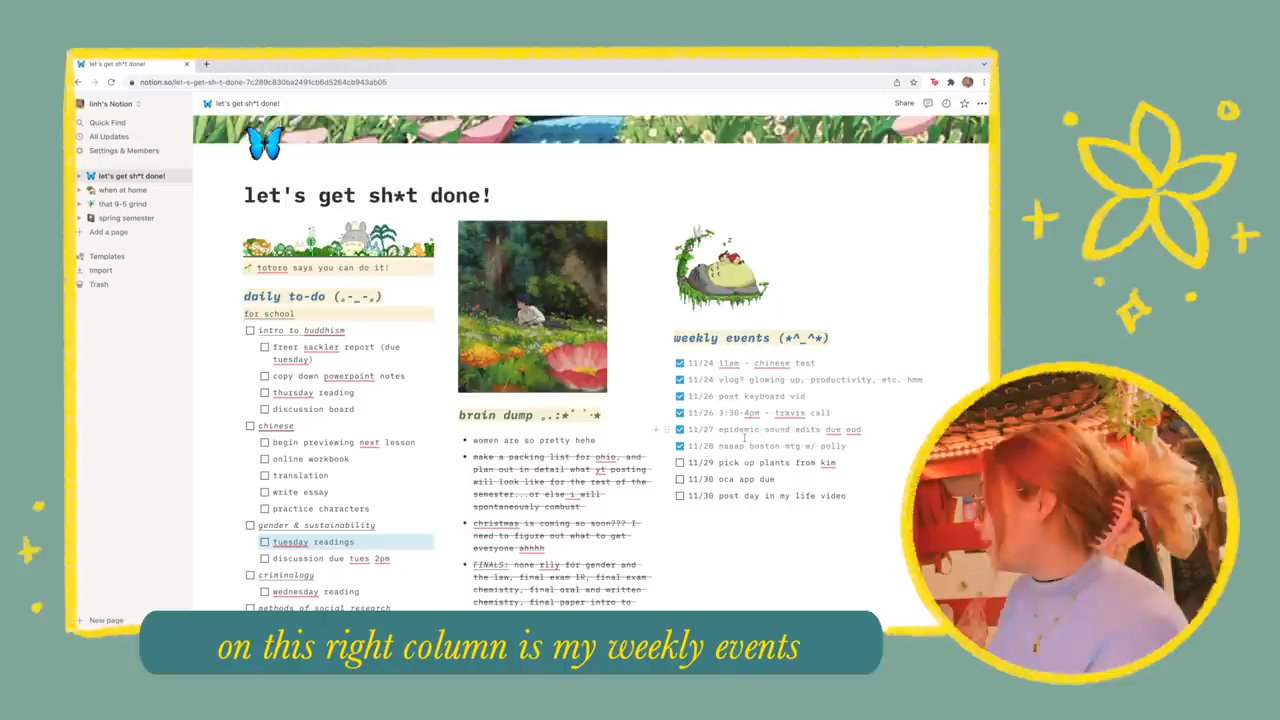 let's get sh*t done!
notion.so/let-s-get-sh-t-done-7c289c830ba2491cb6d5264cb943ab05
linh's Notion
let's get sh*t done!
Share
Quick Find
All Updates
Settings & Members
let's get sh*t done!
when at home
that 9-5 grind
spring semester
Add a page
Templates
Import
Trash
New page
let's get sh*t done!
totoro says you can do it!
daily to-do (｡-_-｡)
for school
intro to buddhism
freer sackler report (due
tuesday)
copy down powerpoint notes
thursday reading
discussion board
chinese
begin previewing next lesson
online workbook
translation
write essay
practice characters
gender & sustainability
tuesday readings
discussion due tues 2pm
criminology
wednesday reading
methods of social research
brain dump ｡.:*˚ `·*
women are so pretty hehe
make a packing list for ohio, and
plan out in detail what yt posting
will look like for the rest of the
semester...or else i will
spontaneously combust
christmas is coming so soon??? I
need to figure out what to get
everyone ahhhh
FINALS: none rlly for gender and
the law, final exam IR, final exam
chemistry, final oral and written
chemistry, final paper intro to
z
z
weekly events (*^_^*)
11/24 11am - chinese test
11/24 vlog? glowing up, productivity, etc. hmm
11/26 post keyboard vid
11/26 3:30-4pm - travis call
11/27 epidemic sound edits due eod
11/28 naaap boston mtg w/ polly
11/29 pick up plants from kim
11/30 oca app due
11/30 post day in my life video
on this right column is my weekly events